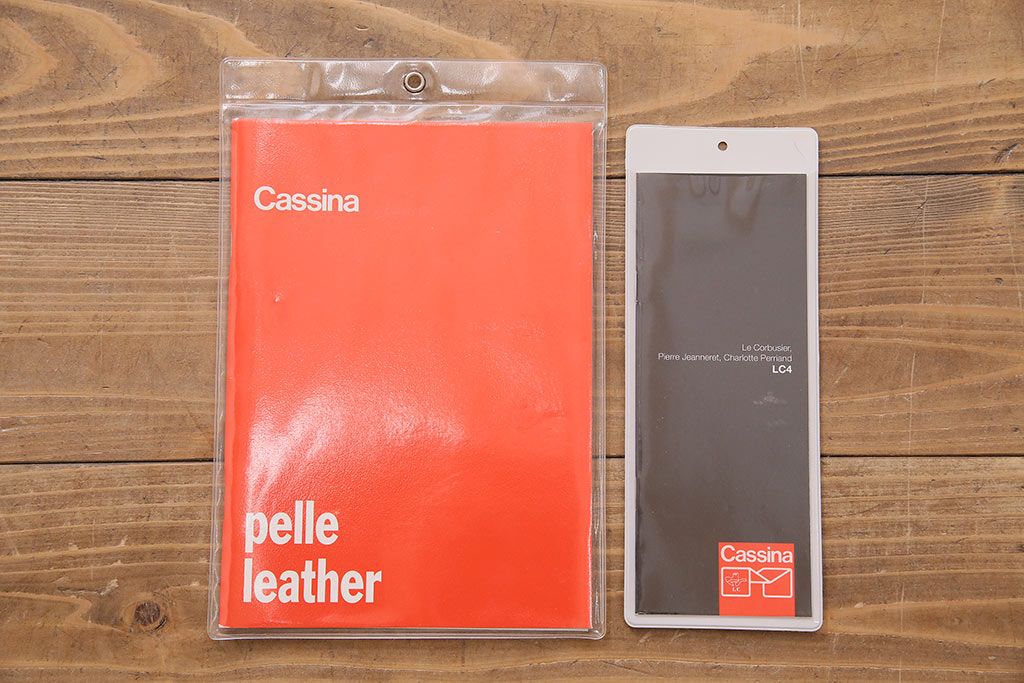 Cassina
pelle
leather
Le Corbusier,
Pierre Jeanneret, Charlotte Perriand
LC4
Cassina
LC